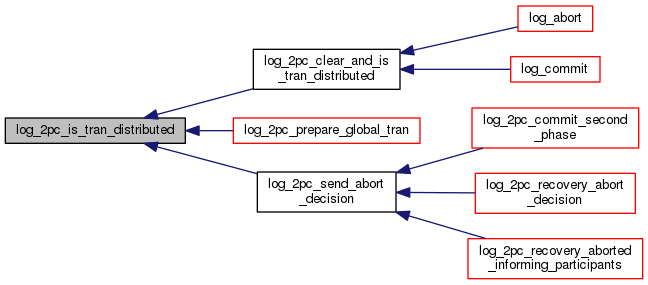 log_abort
log_2pc_clear_and_is
_tran_distributed
log_commit
log_2pc_is_tran_distributed
log_2pc_prepare_global_tran
log_2pc_commit_second
_phase
log_2pc_send_abort
_decision
log_2pc_recovery_abort
_decision
log_2pc_recovery_aborted
_informing_participants